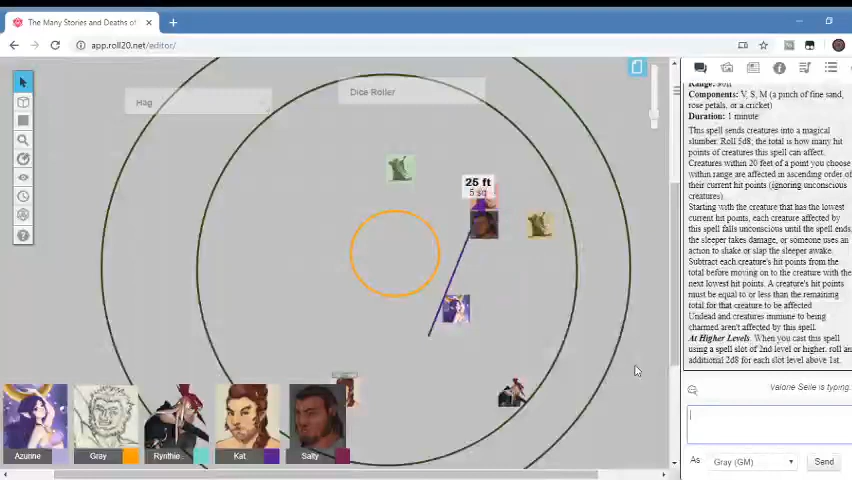 The Many Stories and Deaths of
app.roll20.net/editor/
Hag
Dice Roller
25 ft
5 sq
Azunne
Gray
Rynthie
Kat
Salty
Components: V, S, M (a pinch of fine sand,
rose petals, or a cricket)
Duration: 1 minute
This spell sends creatures into a magical
slumber. Roll 5d8; the total is how many hit
points of creatures this spell can affect.
Creatures within 20 feet of a point you choose
within range are affected in ascending order of
their current hit points (ignoring unconscious
creatures).
Starting with the creature that has the lowest
current hit points, each creature affected by
this spell falls unconscious until the spell ends,
the sleeper takes damage, or someone uses an
action to shake or slap the sleeper awake.
Subtract each creature's hit points from the
total before moving on to the creature with the
next lowest hit points. A creature's hit points
must be equal to or less than the remaining
total for that creature to be affected
Undead and creatures immune to being
charmed aren't affected by this spell.
At Higher Levels. When you cast this spell
using a spell slot of 2nd level or higher, roll an
additional 2d8 for each slot level above 1st.
Valorie Seile is typing.
As
Gray (GM)
Send